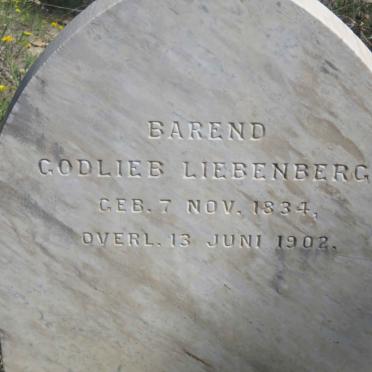 BAREND
GODLIEB LIEBENBERG
GEB. 7 NOV. 1834,
OVERL. 13 JUNI 1902.